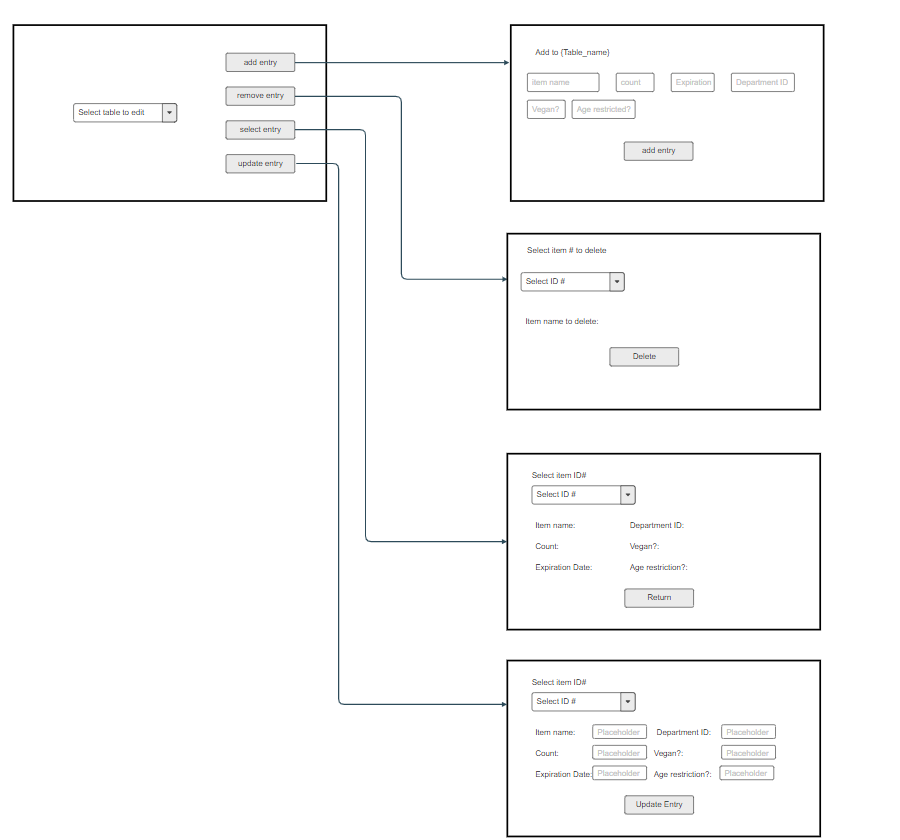 Select table to edit
add entry
remove entry
select entry
update entry
Add to {Table_name}
item name
count
Expiration
Department ID
Vegan?
Age restricted?
add entry
Select item # to delete
Select ID #
Item name to delete:
Delete
Select item ID#
Select ID #
Item name:
Department ID:
Count:
Vegan?:
Expiration Date:
Age restriction?:
Return
Select item ID#
Select ID #
Item name: Placeholder
Department ID: Placeholder
Count: Placeholder
Vegan?: Placeholder
Expiration Date: Placeholder
Age restriction?: Placeholder
Update Entry